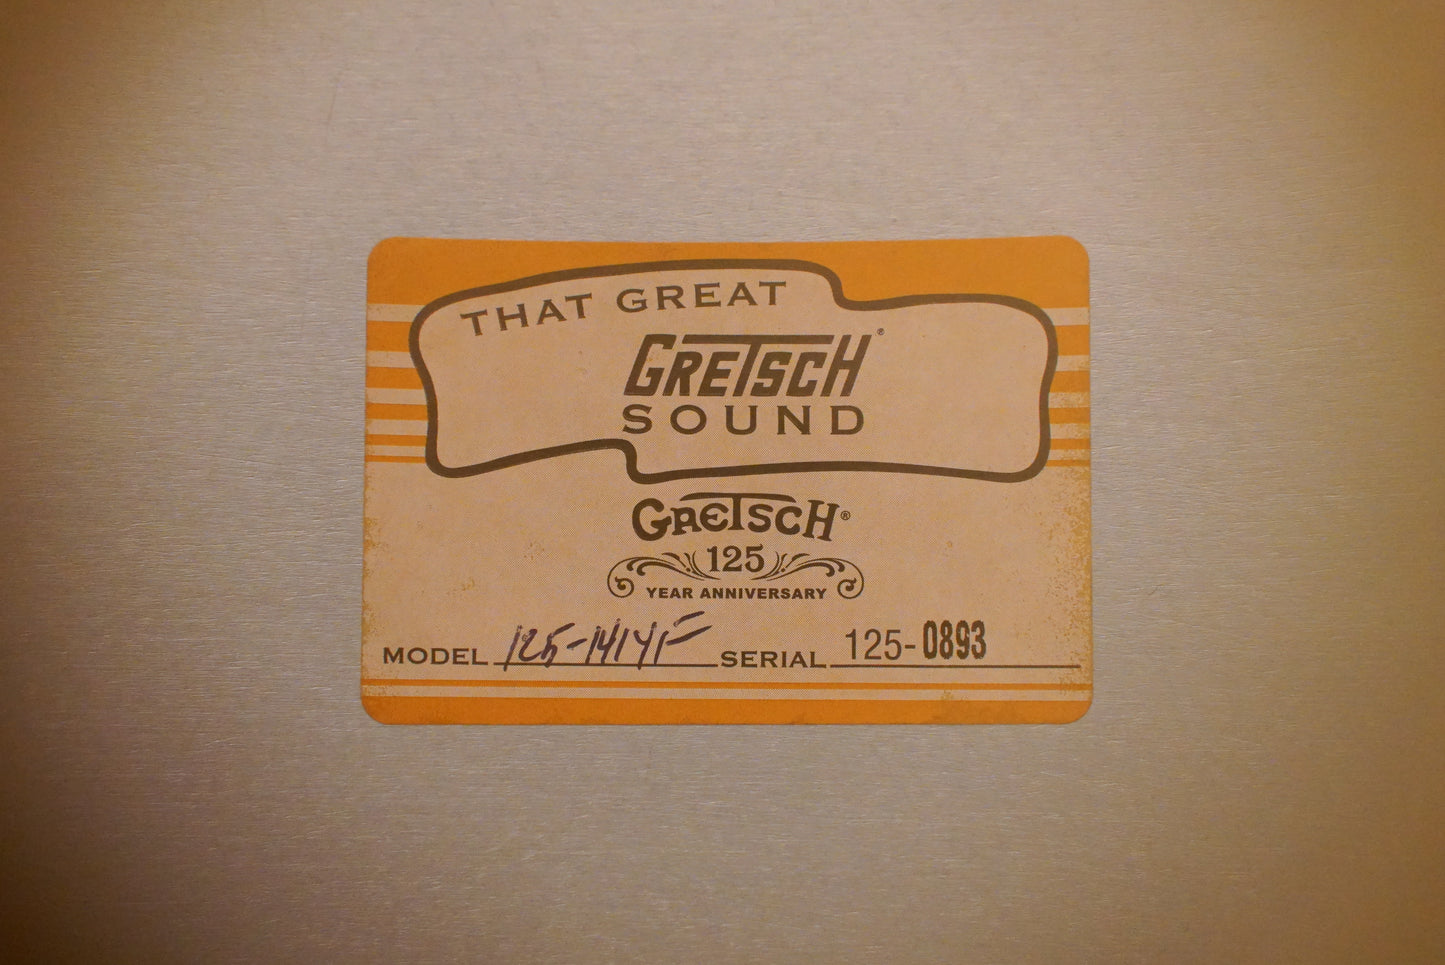 THAT GREAT
GRETSCH®
SOUND
GRETSCH®
125
YEAR ANNIVERSARY
MODEL 125-1414F SERIAL 125-0893